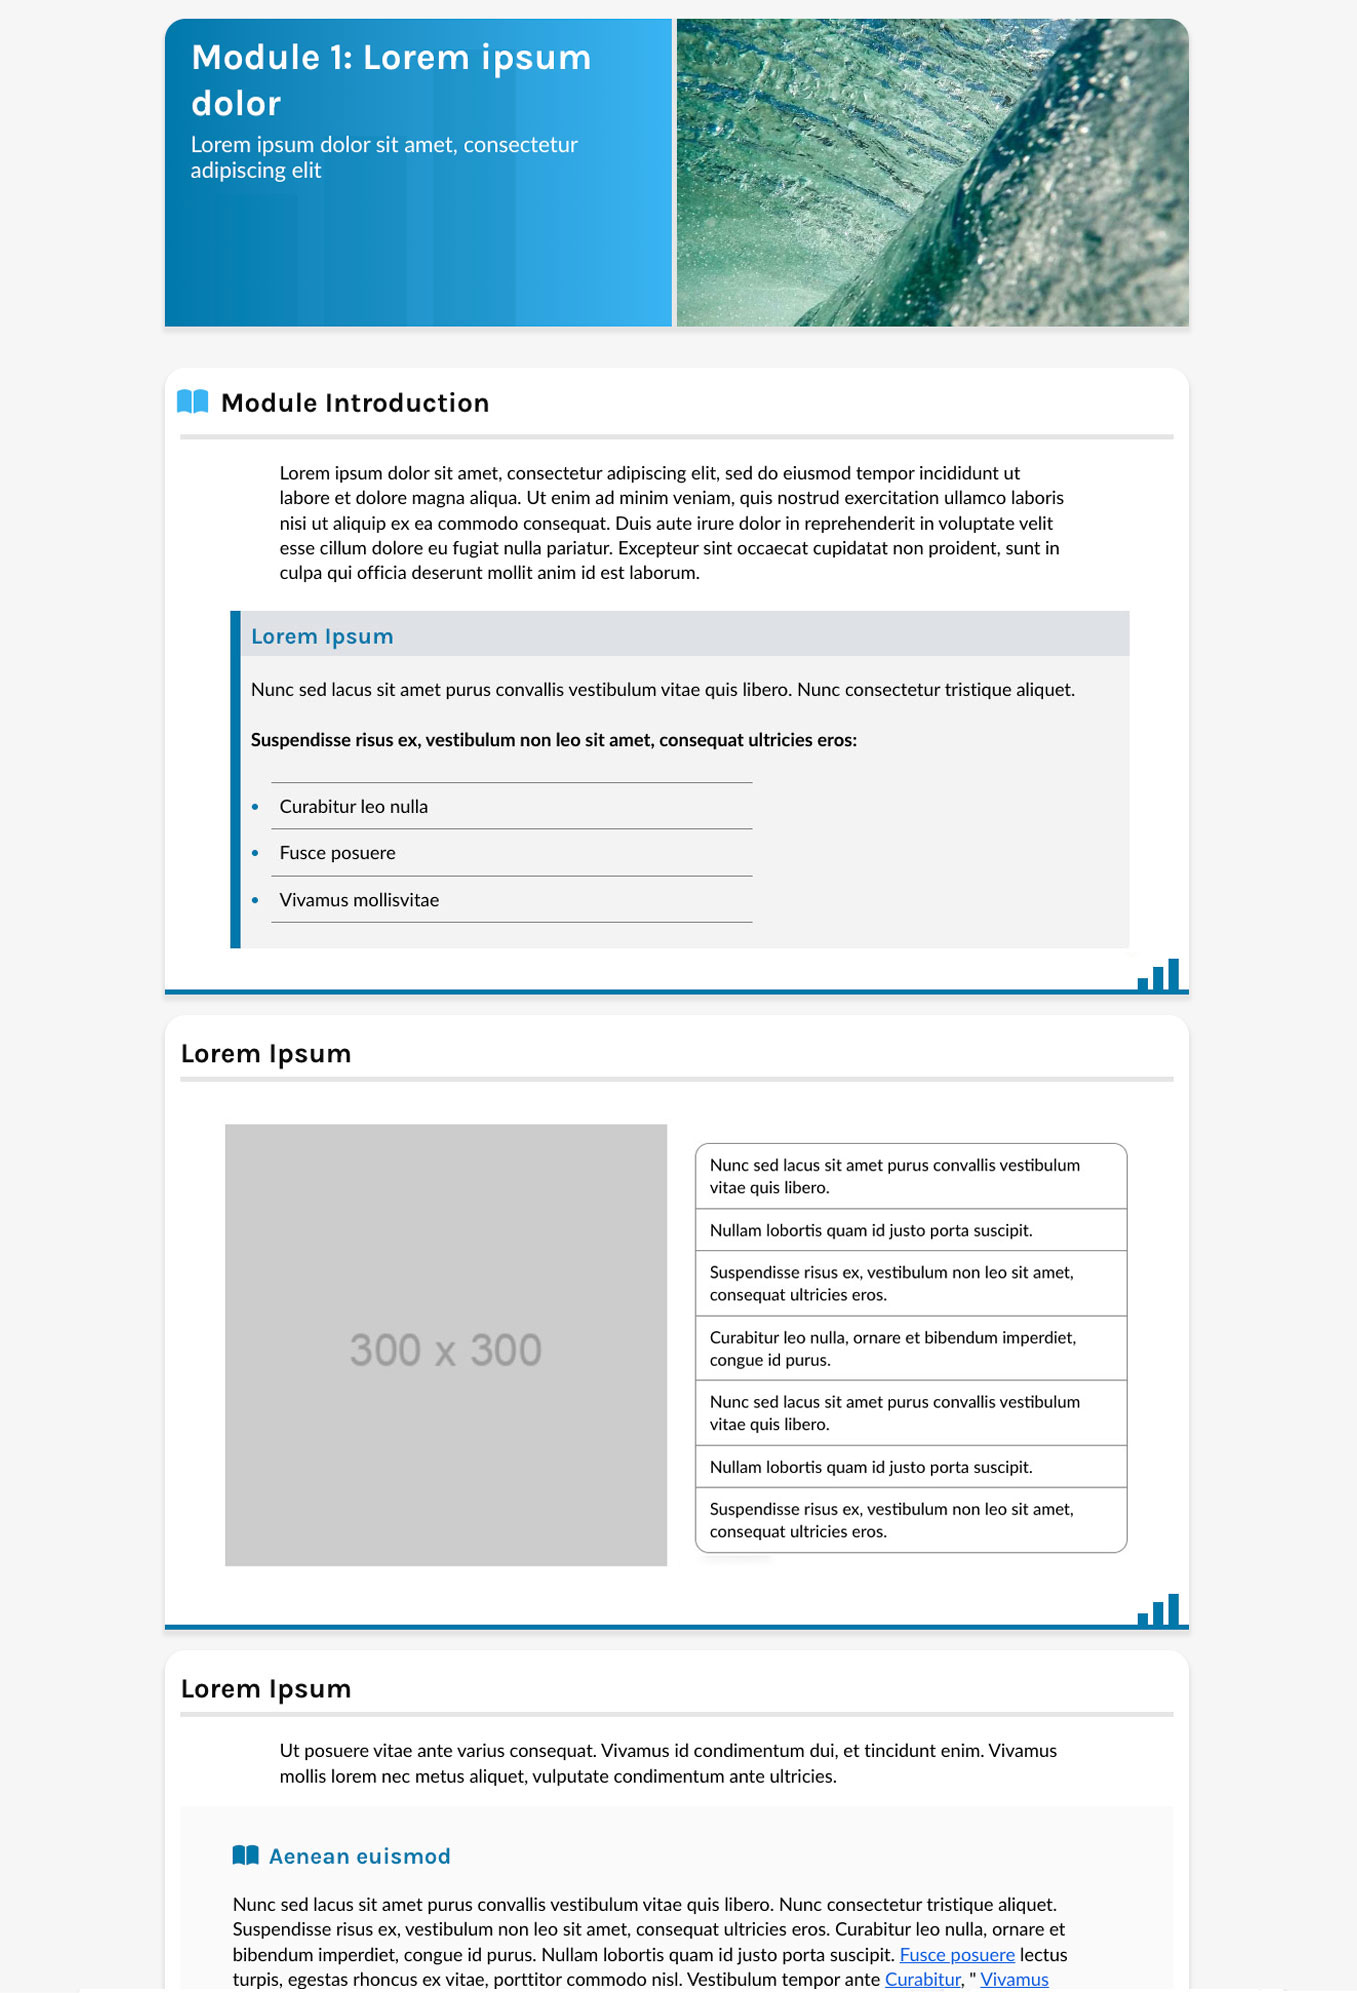 Module 1: Lorem ipsum
dolor
Lorem ipsum dolor sit amet, consectetur
adipiscing elit
Module Introduction
Lorem ipsum dolor sit amet, consectetur adipiscing elit, sed do eiusmod tempor incididunt ut
labore et dolore magna aliqua. Ut enim ad minim veniam, quis nostrud exercitation ullamco laboris
nisi ut aliquip ex ea commodo consequat. Duis aute irure dolor in reprehenderit in voluptate velit
esse cillum dolore eu fugiat nulla pariatur. Excepteur sint occaecat cupidatat non proident, sunt in
culpa qui officia deserunt mollit anim id est laborum.
Lorem Ipsum
Nunc sed lacus sit amet purus convallis vestibulum vitae quis libero. Nunc consectetur tristique aliquet.
Suspendisse risus ex, vestibulum non leo sit amet, consequat ultricies eros:
• Curabitur leo nulla
• Fusce posuere
• Vivamus mollisvitae
Lorem Ipsum
300 x 300
Nunc sed lacus sit amet purus convallis vestibulum
vitae quis libero.
Nullam lobortis quam id justo porta suscipit.
Suspendisse risus ex, vestibulum non leo sit amet,
consequat ultricies eros.
Curabitur leo nulla, ornare et bibendum imperdiet,
congue id purus.
Nunc sed lacus sit amet purus convallis vestibulum
vitae quis libero.
Nullam lobortis quam id justo porta suscipit.
Suspendisse risus ex, vestibulum non leo sit amet,
consequat ultricies eros.
Lorem Ipsum
Ut posuere vitae ante varius consequat. Vivamus id condimentum dui, et tincidunt enim. Vivamus
mollis lorem nec metus aliquet, vulputate condimentum ante ultricies.
Aenean euismod
Nunc sed lacus sit amet purus convallis vestibulum vitae quis libero. Nunc consectetur tristique aliquet.
Suspendisse risus ex, vestibulum non leo sit amet, consequat ultricies eros. Curabitur leo nulla, ornare et
bibendum imperdiet, congue id purus. Nullam lobortis quam id justo porta suscipit. Fusce posuere lectus
turpis, egestas rhoncus ex vitae, porttitor commodo nisl. Vestibulum tempor ante Curabitur, " Vivamus